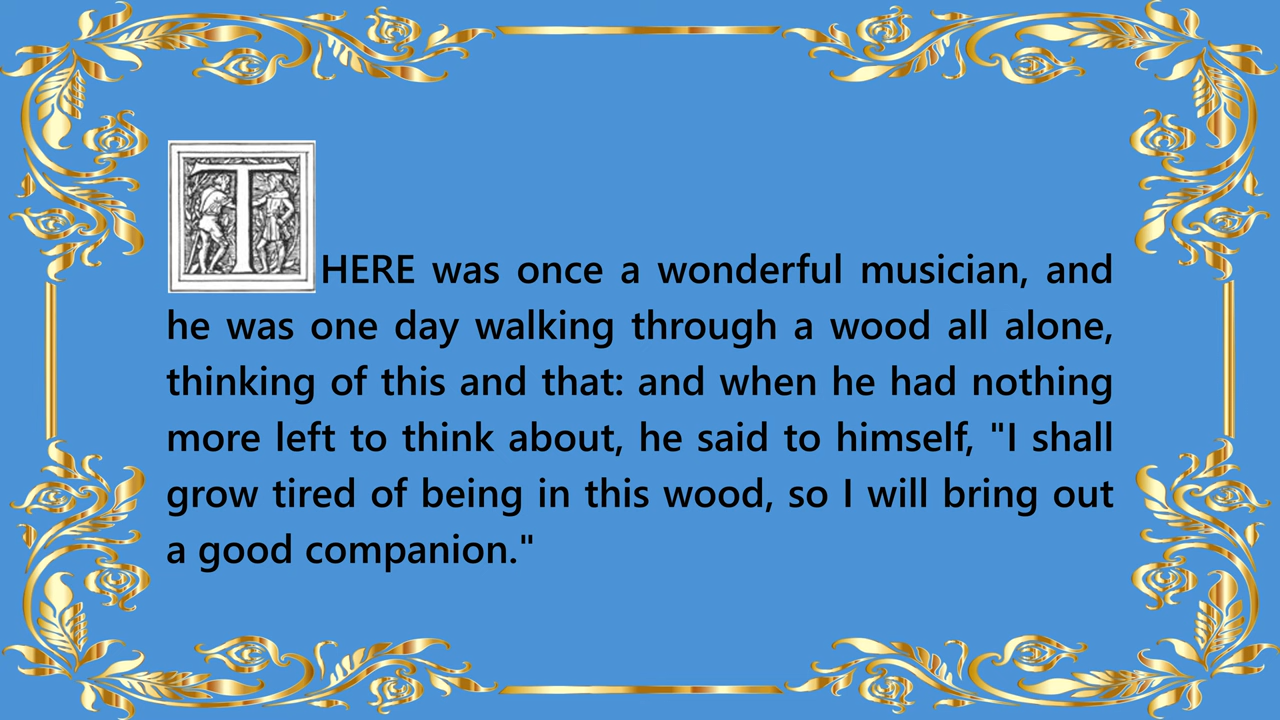 THERE was once a wonderful musician, and
he was one day walking through a wood all alone,
thinking of this and that: and when he had nothing
more left to think about, he said to himself, "I shall
grow tired of being in this wood, so I will bring out
a good companion."